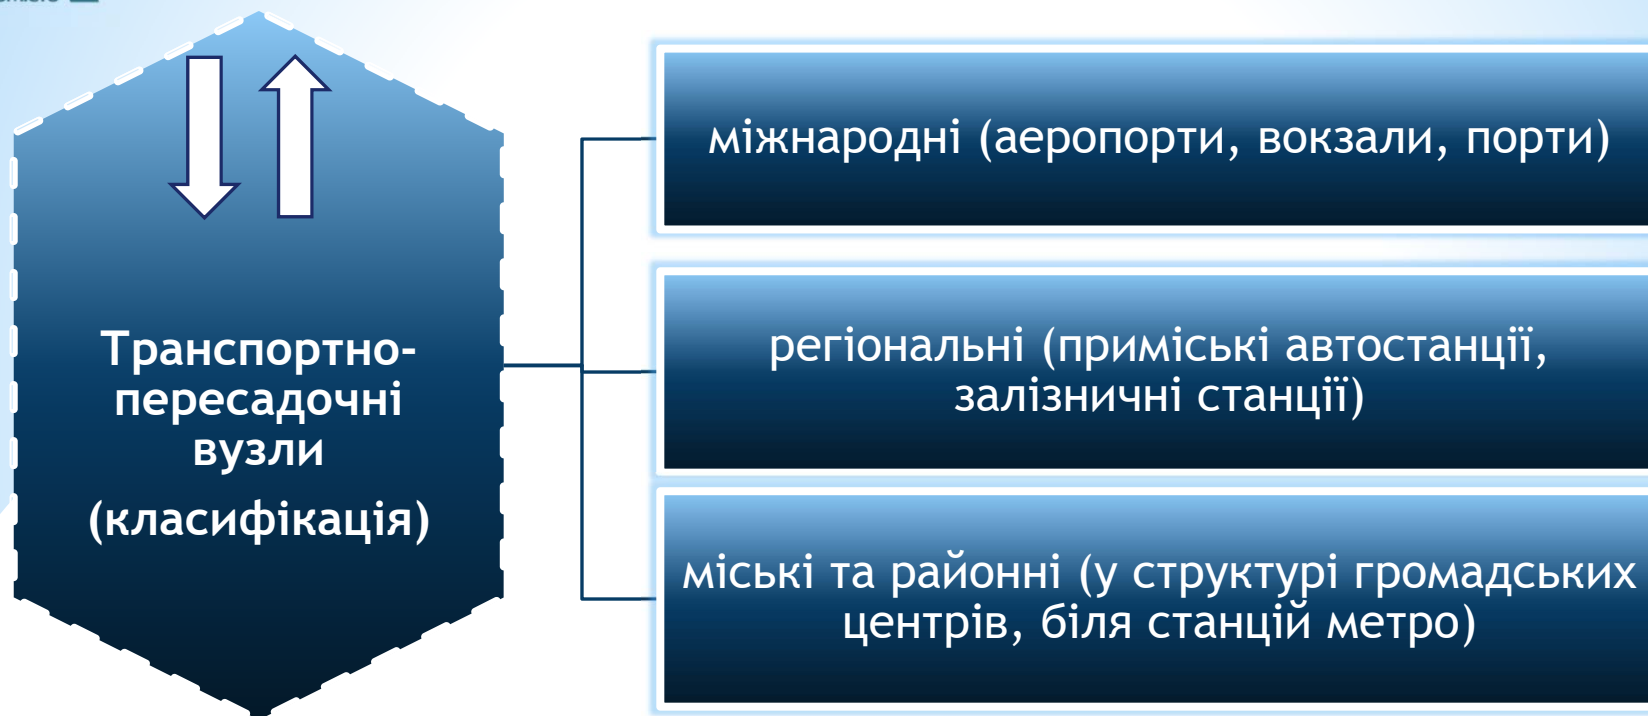 Транспортно-
пересадочні
вузли
(класифікація)
міжнародні (аеропорти, вокзали, порти)
регіональні (приміські автостанції,
залізничні станції)
міські та районні (у структурі громадських
центрів, біля станцій метро)